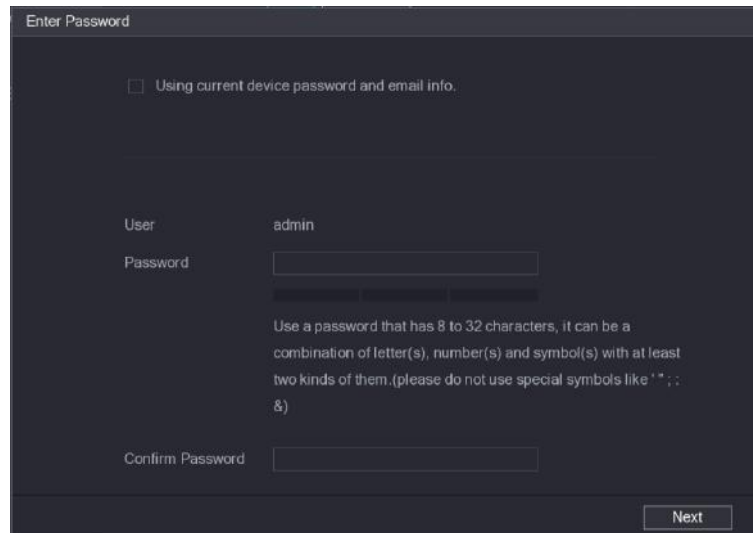 Enter Password
Using current device password and email info.
User admin
Password
Use a password that has 8 to 32 characters, it can be a
combination of letter(s), number(s) and symbol(s) with at least
two kinds of them.(please do not use special symbols like ' " ; :
&)
Confirm Password
Next